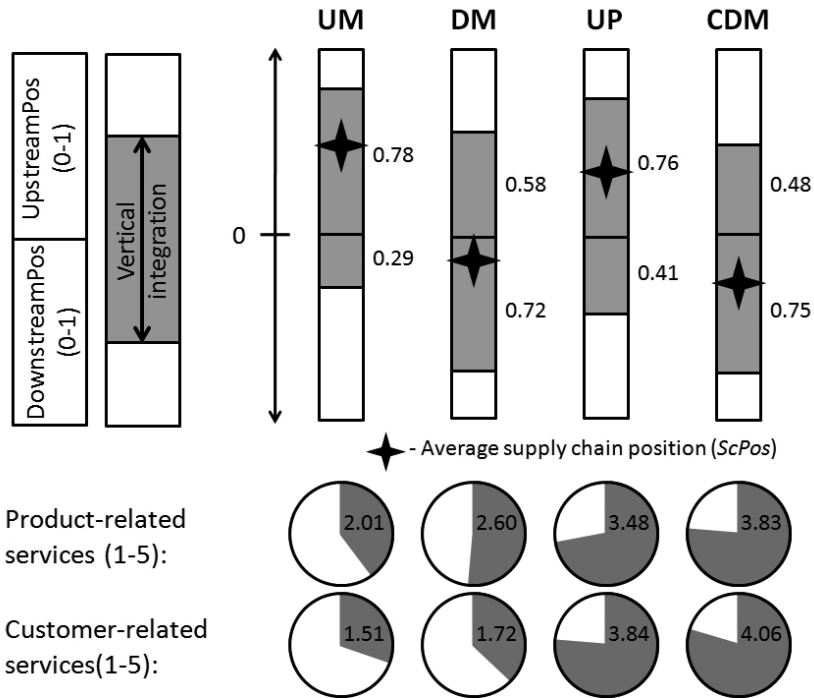 UM DM UP CDM
UpstreamPos
(0-1)
DownstreamPos
(0-1)
Vertical
integration
0
0.78
0.29
0.58
0.72
0.76
0.41
0.48
0.75
- Average supply chain position (ScPos)
Product-related
services (1-5):
2.01 2.60 3.48 3.83
Customer-related
services(1-5):
1.51 1.72 3.84 4.06